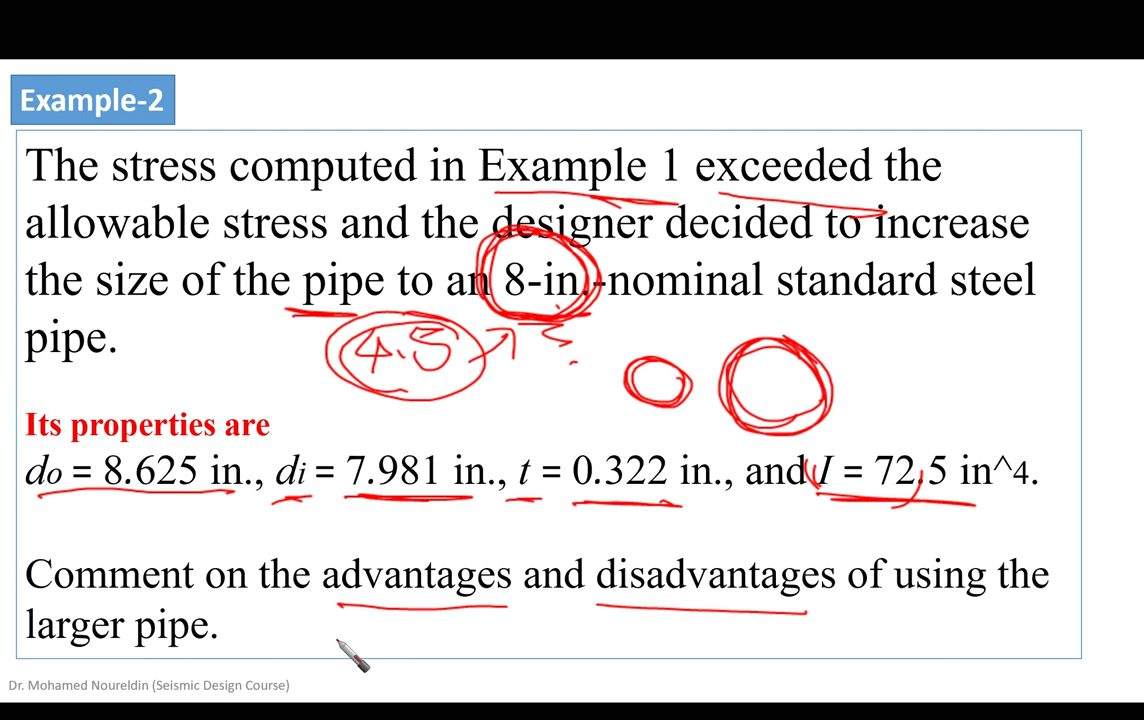 Example-2
The stress computed in Example 1 exceeded the
allowable stress and the designer decided to increase
the size of the pipe to an 8-in.-nominal standard steel
pipe.
4.5
Its properties are
do = 8.625 in., di = 7.981 in., t = 0.322 in., and I = 72.5 in^4.
Comment on the advantages and disadvantages of using the
larger pipe.
Dr. Mohamed Noureldin (Seismic Design Course)